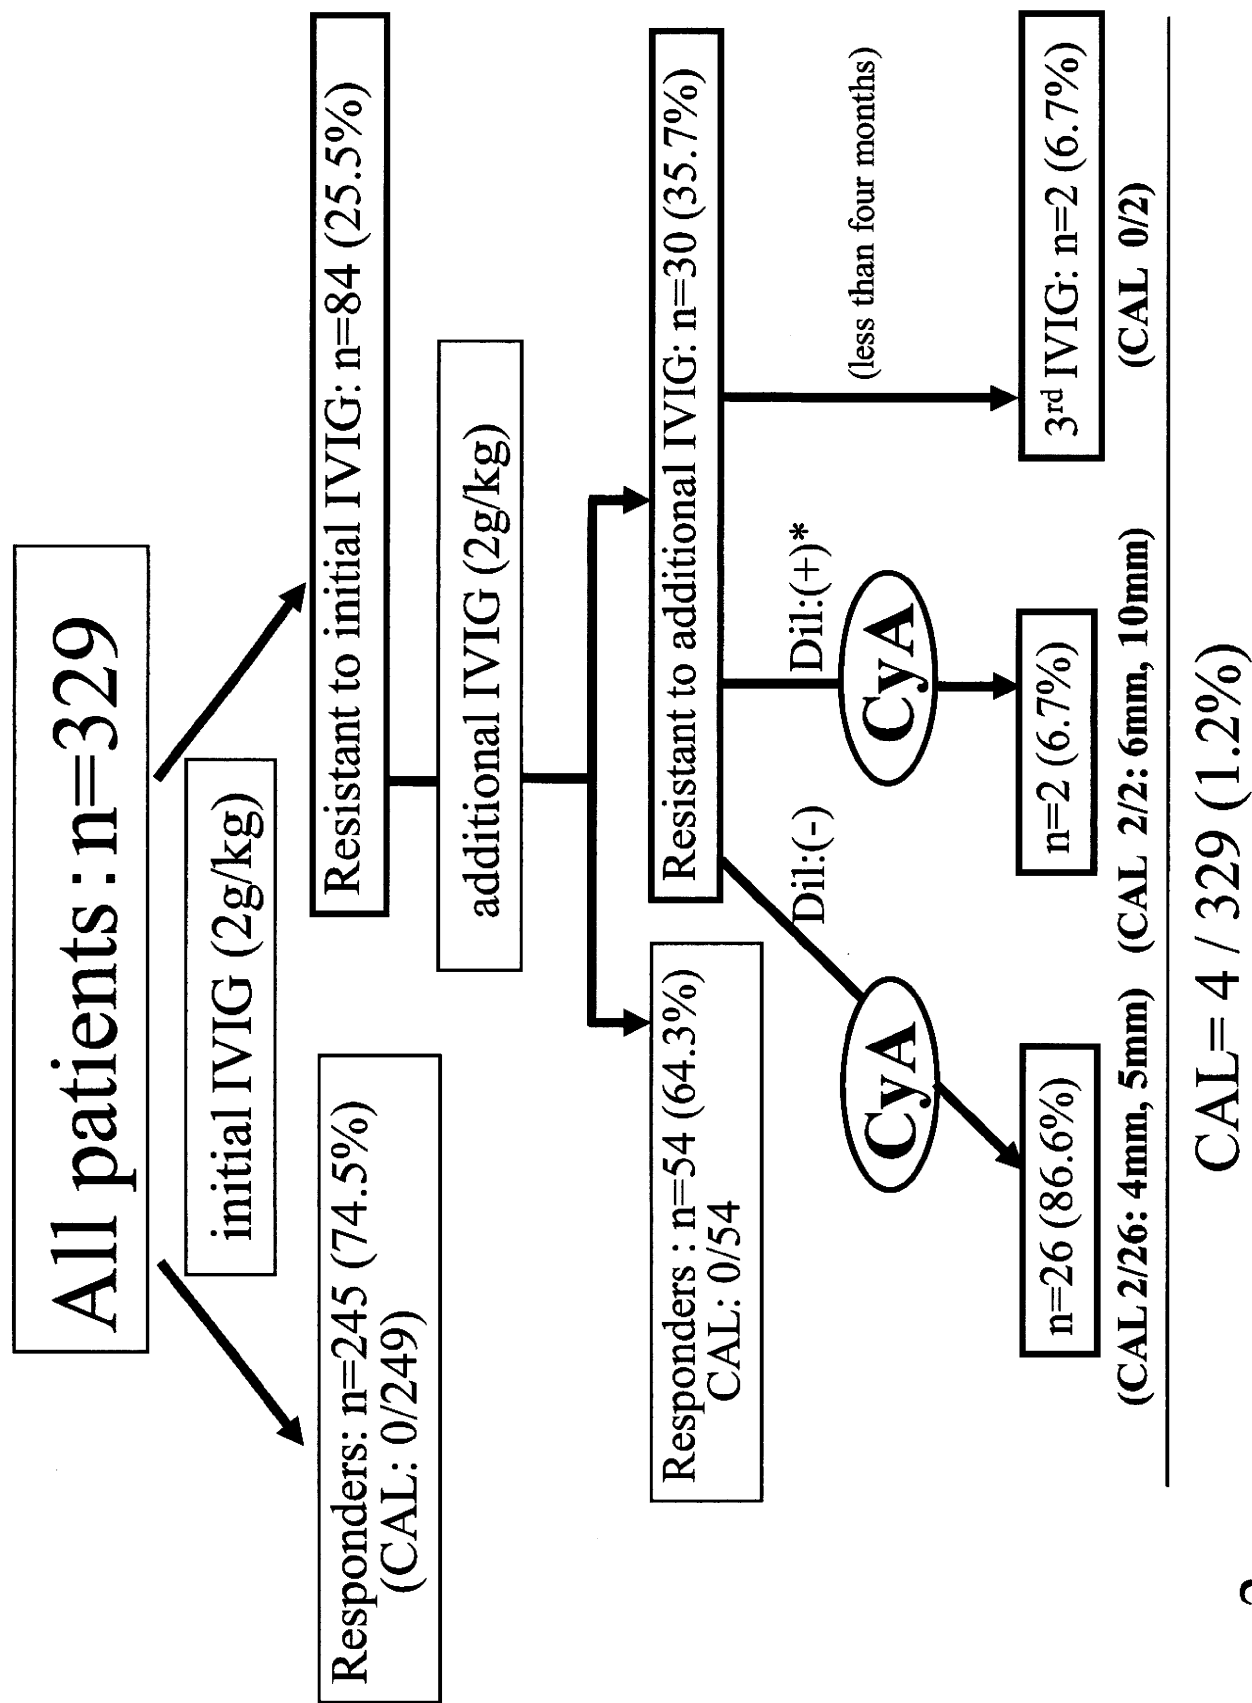 All patients : n=329
initial IVIG (2g/kg)
Responders: n=245 (74.5%)
(CAL: 0/249)
Resistant to initial IVIG: n=84 (25.5%)
additional IVIG (2g/kg)
Responders : n=54 (64.3%)
CAL: 0/54
Resistant to additional IVIG: n=30 (35.7%)
Dil:(-)
Dil:(+)*
(less than four months)
CyA
CyA
n=26 (86.6%)
n=2 (6.7%)
3rd IVIG: n=2 (6.7%)
(CAL 2/26: 4mm, 5mm)
(CAL 2/2: 6mm, 10mm)
(CAL 0/2)
CAL= 4 / 329 (1.2%)